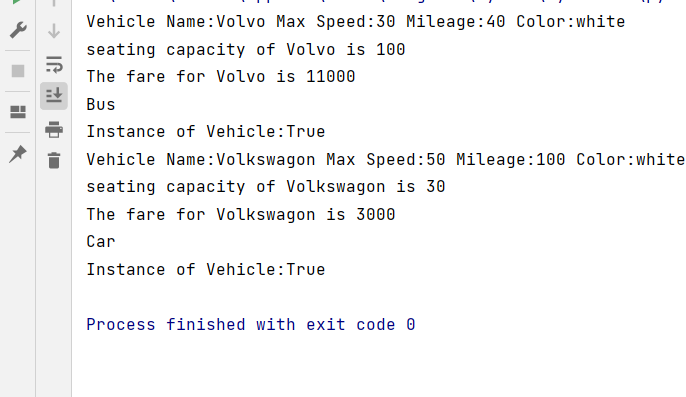 Vehicle Name:Volvo Max Speed:30 Mileage:40 Color:white
seating capacity of Volvo is 100
The fare for Volvo is 11000
Bus
Instance of Vehicle:True
Vehicle Name:Volkswagon Max Speed:50 Mileage:100 Color:white
seating capacity of Volkswagon is 30
The fare for Volkswagon is 3000
Car
Instance of Vehicle:True
Process finished with exit code 0